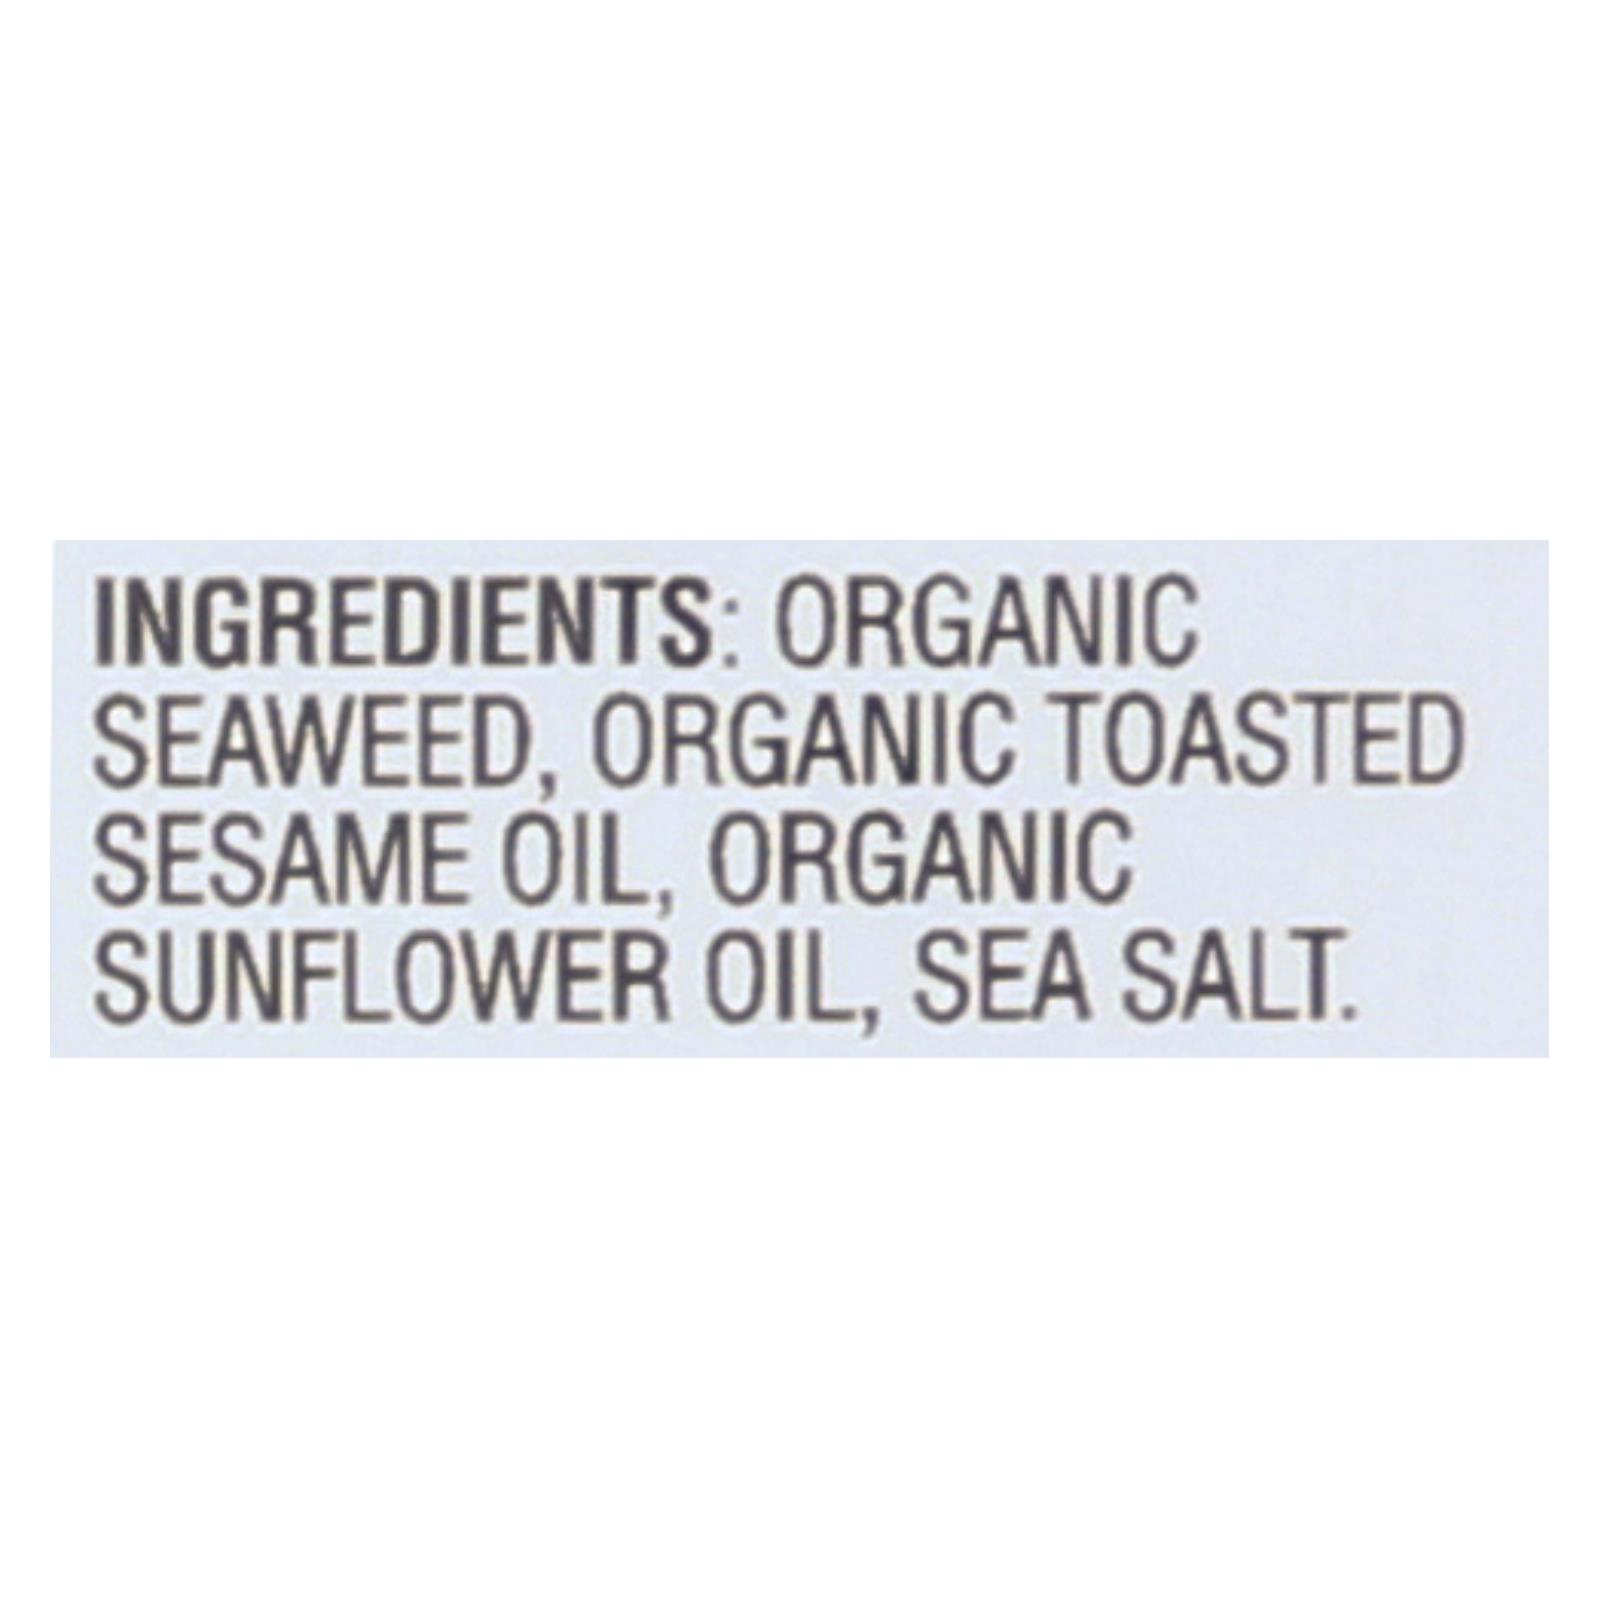 INGREDIENTS: ORGANIC
SEAWEED, ORGANIC TOASTED
SESAME OIL, ORGANIC
SUNFLOWER OIL, SEA SALT.